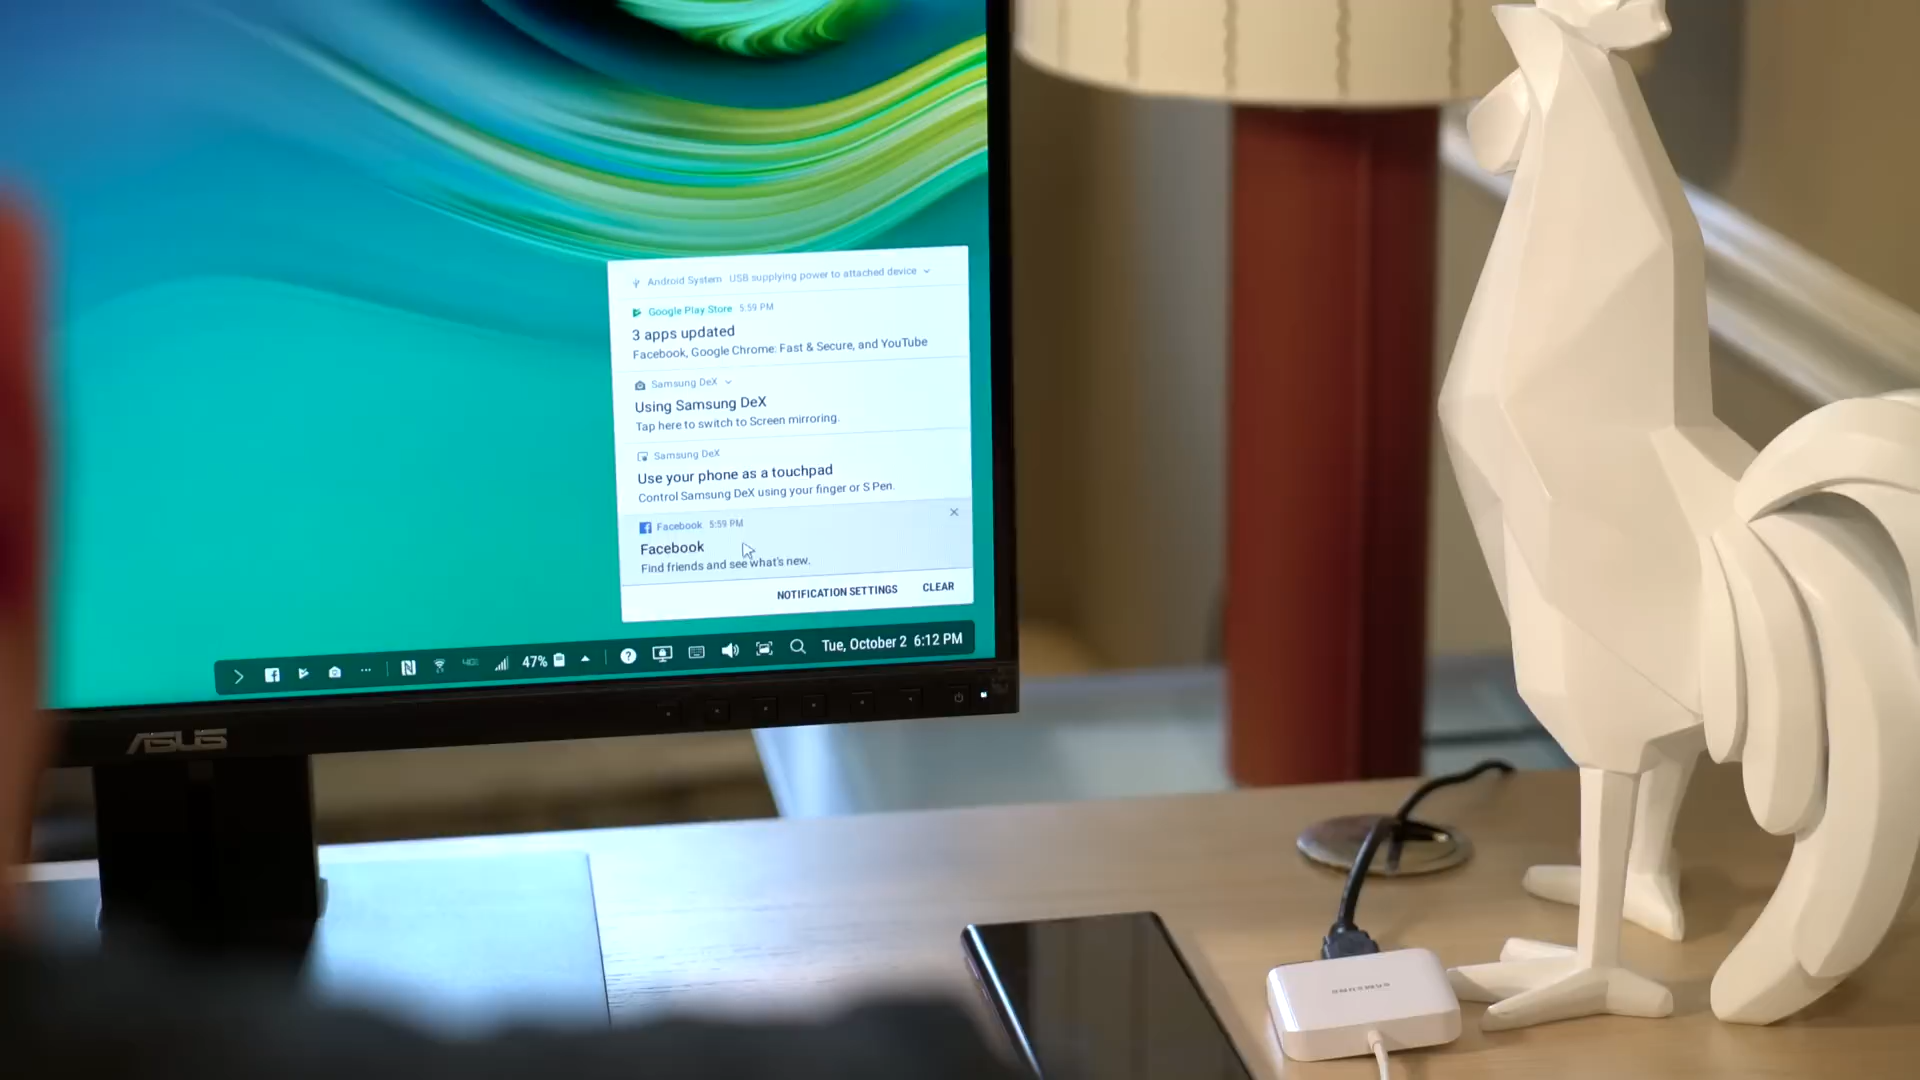 Android System USB supplying power to attached device
Google Play Store 5:59 PM
3 apps updated
Facebook, Google Chrome: Fast & Secure, and YouTube
Samsung DeX
Using Samsung DeX
Tap here to switch to Screen mirroring.
Samsung DeX
Use your phone as a touchpad
Control Samsung DeX using your finger or S Pen.
Facebook 5:59 PM
Facebook
Find friends and see what's new.
NOTIFICATION SETTINGS CLEAR
47% Tue, October 2 6:12 PM
ASUS
SAMSUNG